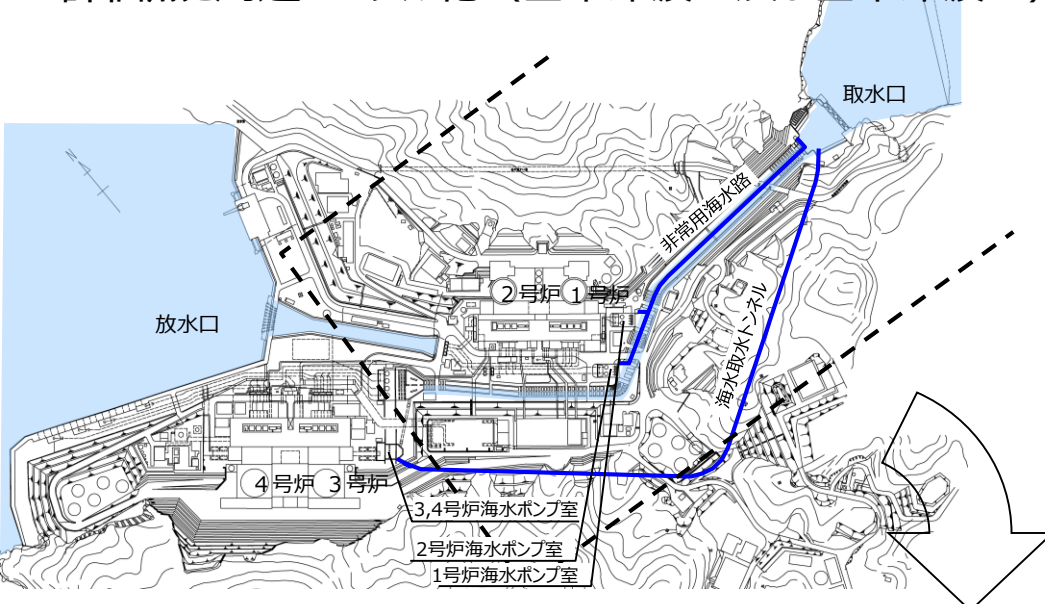 取水口
非常用海水路
2号炉
1号炉
放水口
海水取水トンネル
4号炉
3号炉
3,4号炉海水ポンプ室
2号炉海水ポンプ室
1号炉海水ポンプ室